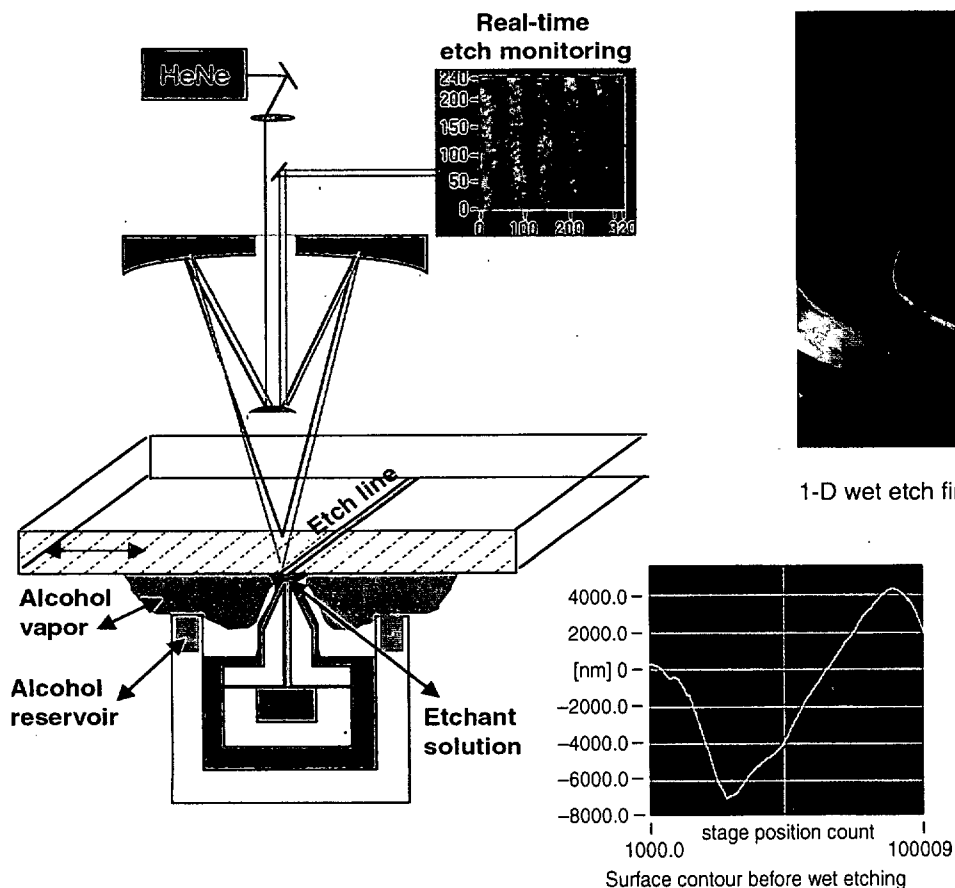 Real-time
etch monitoring
HeNe
240
200
150
100
50
0
0 100 200 320
Etch line
Alcohol
vapor
Alcohol
reservoir
Etchant
solution
1-D wet etch
4000.0
2000.0
[nm] 0
-2000.0
-4000.0
-6000.0
-8000.0
stage position count
1000.0 100009
Surface contour before wet etching